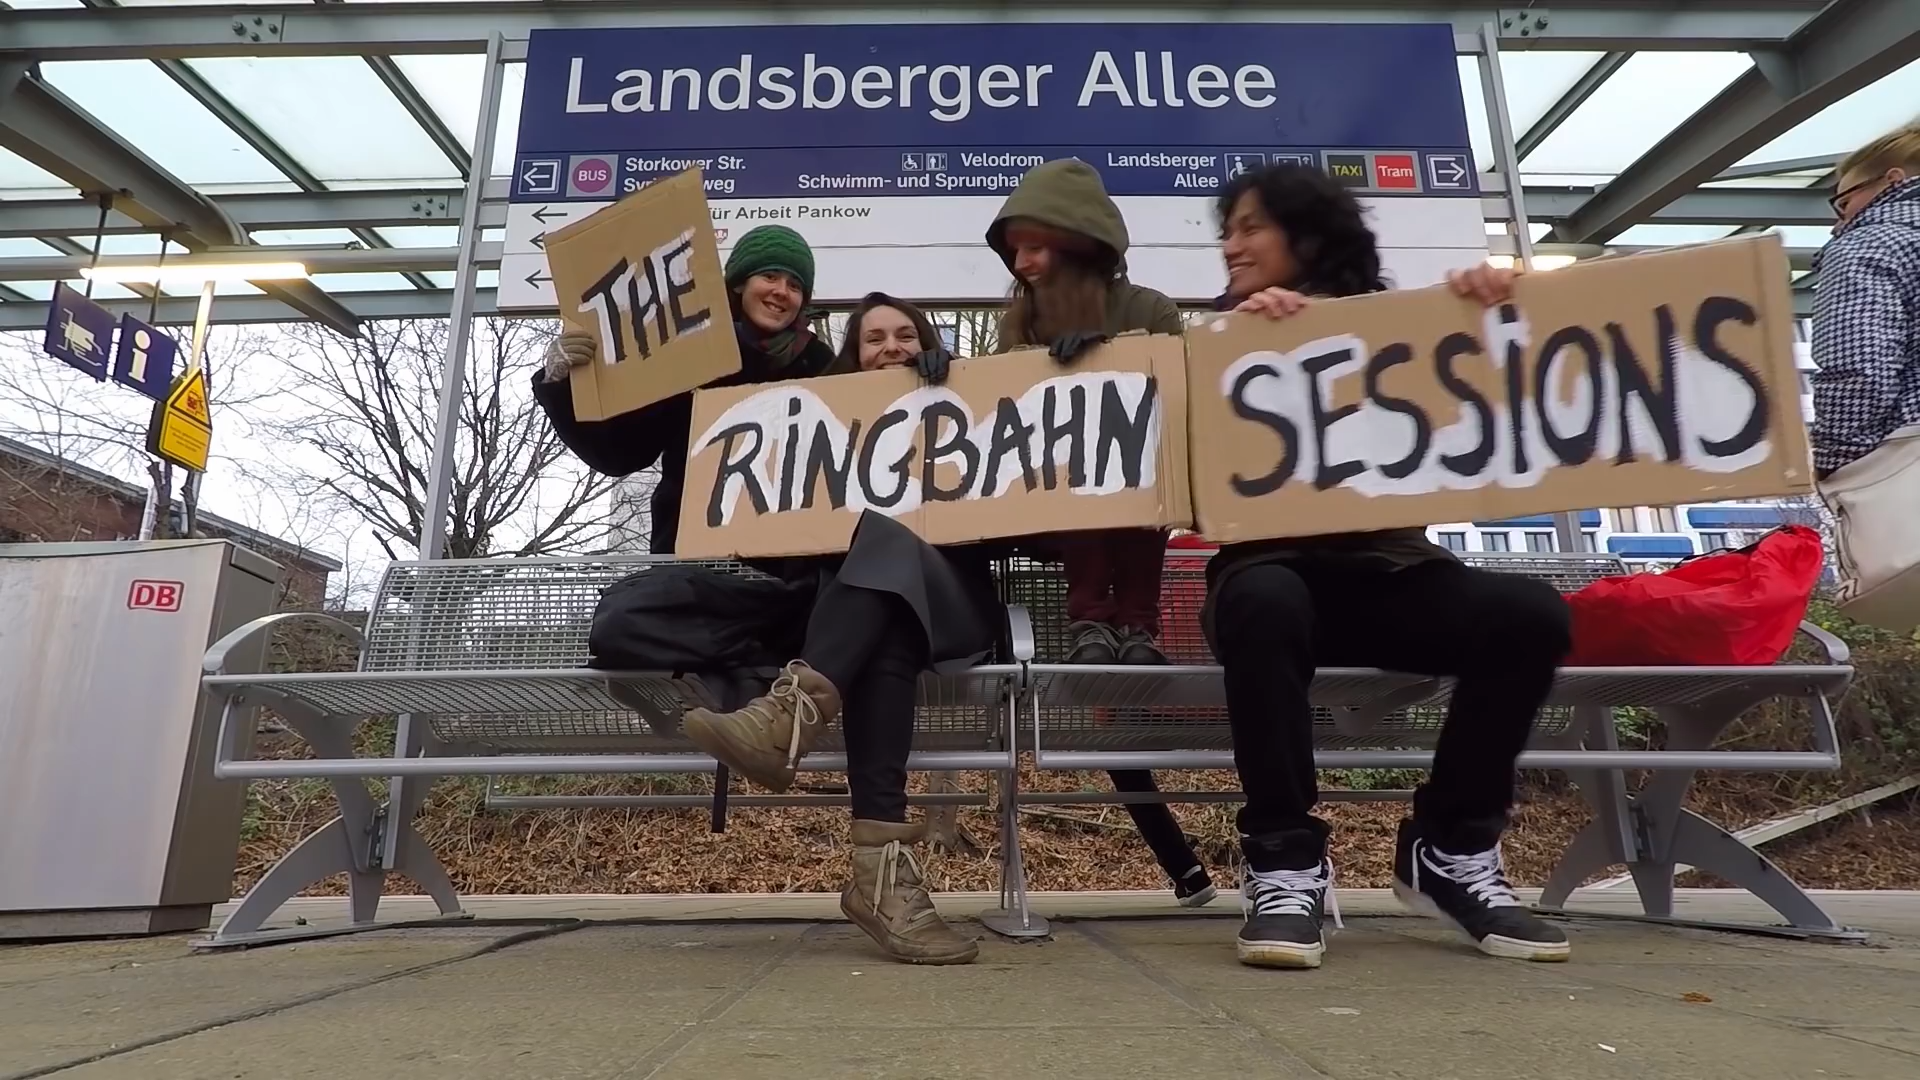 Landsberger Allee
BUS
Storkower Str.
Velodrom
Schwimm- und
Landsberger
Allee
TAXI
Tram
für Arbeit Pankow
i
THE
RiNGBAHN
SESSiONS
DB